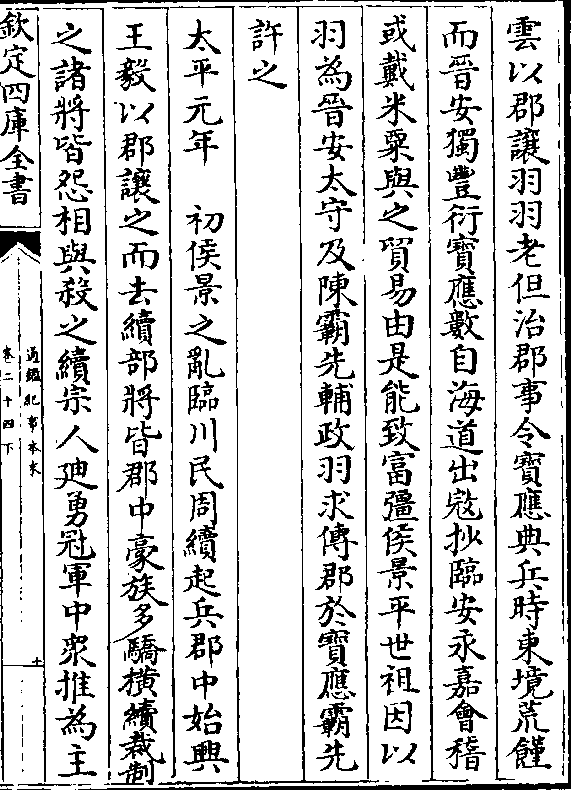 雲以郡讓羽羽老但治郡事令寳應典兵時東境荒饉
而晉安獨豐衍寳應數自海道出宼抄臨安永嘉會稽
或載米粟與之貿易由是能致富彊侯景平世祖因以
羽為晉安太守及陳霸先輔政羽求傳郡於寳應霸先
許之
太平元年　初侯景之亂臨川民周續起兵郡中始興
王毅以郡讓之而去續部將皆郡中豪族多驕橫續裁制
之諸將皆怨相與殺之續宗人廸勇冠軍中衆推為主
欽定四庫全書
通鑑紀事本末
卷二十四下
十